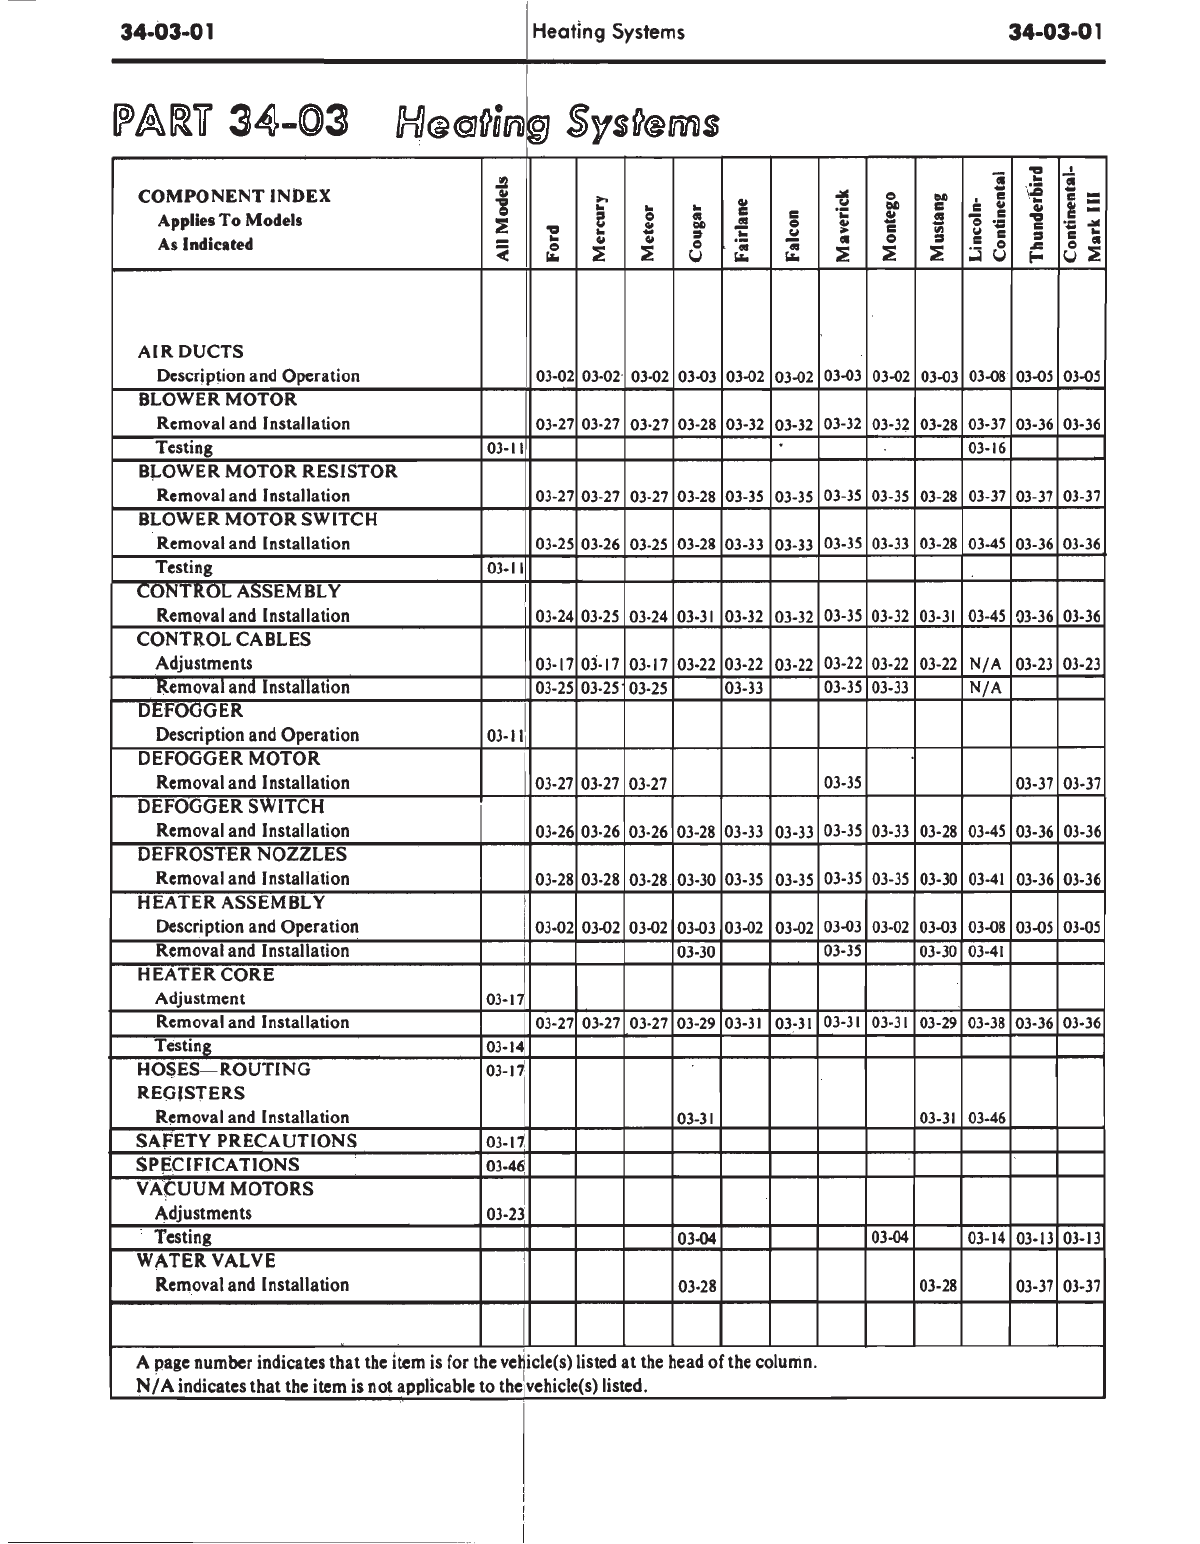 34-03-01 Heating Systems 34-03-01
PART 34-03 Heating Systems
COMPONENT INDEX
Applies To Models
As Indicated
All Models
Ford
Mercury
Meteor
Cougar
Fairlane
Falcon
Maverick
Montego
Mustang
Lincoln-
Continental
Thunderbird
Continental-
Mark III
AIR DUCTS
Description and Operation 03-02 03-02 03-02 03-03 03-02 03-02 03-03 03-02 03-03 03-08 03-05 03-05
BLOWER MOTOR
Removal and Installation 03-27 03-27 03-27 03-28 03-32 03-32 03-32 03-32 03-28 03-37 03-36 03-36
Testing 03-11 03-16
BLOWER MOTOR RESISTOR
Removal and Installation 03-27 03-27 03-27 03-28 03-35 03-35 03-35 03-35 03-28 03-37 03-37 03-37
BLOWER MOTOR SWITCH
Removal and Installation 03-25 03-26 03-25 03-28 03-33 03-33 03-35 03-33 03-28 03-45 03-36 03-36
Testing 03-11
CONTROL ASSEMBLY
Removal and Installation 03-24 03-25 03-24 03-31 03-32 03-32 03-35 03-32 03-31 03-45 03-36 03-36
CONTROL CABLES
Adjustments 03-17 03-17 03-17 03-22 03-22 03-22 03-22 03-22 03-22 N/A 03-23 03-23
Removal and Installation 03-25 03-25 03-25 03-33 03-35 03-33 N/A
DEFOGGER
Description and Operation 03-11
DEFOGGER MOTOR
Removal and Installation 03-27 03-27 03-27 03-35 03-37 03-37
DEFOGGER SWITCH
Removal and Installation 03-26 03-26 03-26 03-28 03-33 03-33 03-35 03-33 03-28 03-45 03-36 03-36
DEFROSTER NOZZLES
Removal and Installation 03-28 03-28 03-28 03-30 03-35 03-35 03-35 03-35 03-30 03-41 03-36 03-36
HEATER ASSEMBLY
Description and Operation 03-02 03-02 03-02 03-03 03-02 03-02 03-03 03-02 03-03 03-08 03-05 03-05
Removal and Installation 03-30 03-35 03-30 03-41
HEATER CORE
Adjustment 03-17
Removal and Installation 03-27 03-27 03-27 03-29 03-31 03-31 03-31 03-31 03-29 03-38 03-36 03-36
Testing 03-14
HOSES—ROUTING 03-17
REGISTERS
Removal and Installation 03-31 03-31 03-46
SAFETY PRECAUTIONS 03-17
SPECIFICATIONS 03-46
VACUUM MOTORS
Adjustments 03-23
Testing 03-04 03-04 03-14 03-13 03-13
WATER VALVE
Removal and Installation 03-28 03-28 03-37 03-37
A page number indicates that the item is for the vehicle(s) listed at the head of the column.
N/A indicates that the item is not applicable to the vehicle(s) listed.